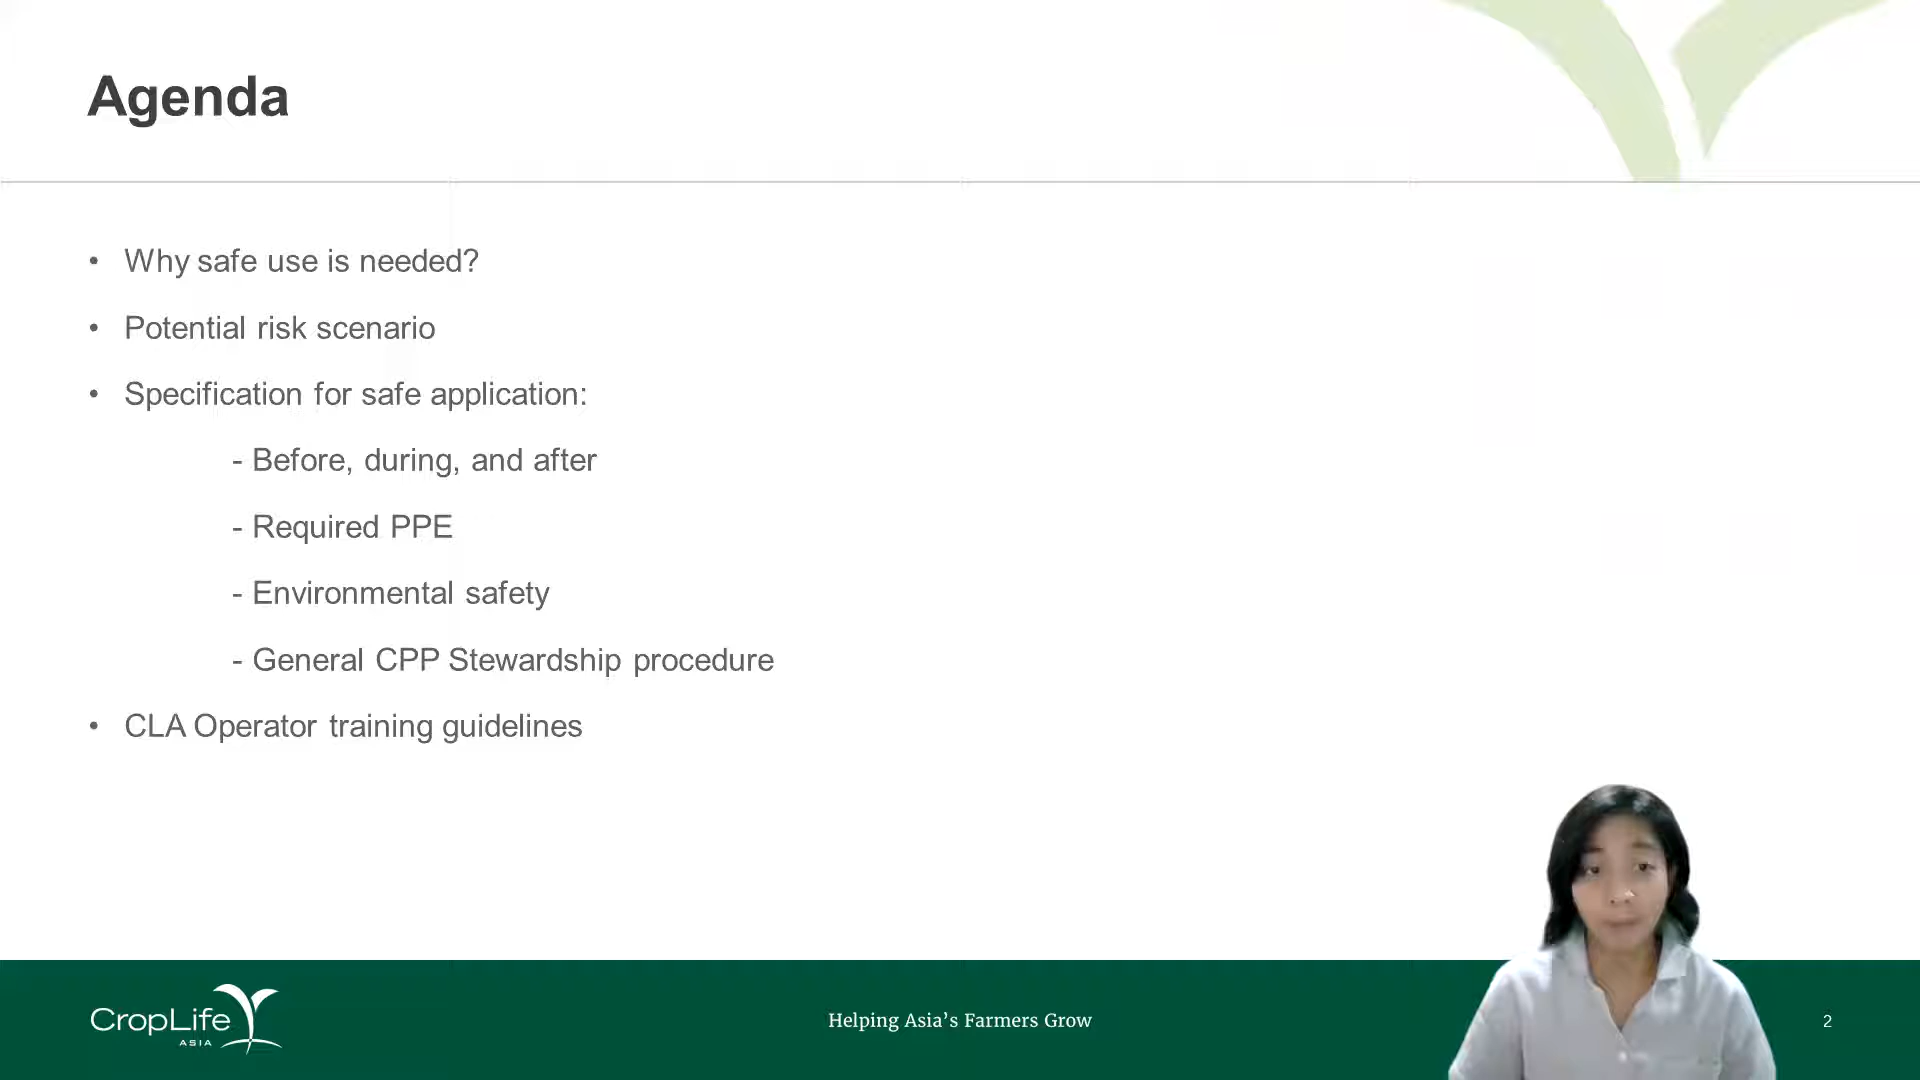 Agenda
• Why safe use is needed?
• Potential risk scenario
• Specification for safe application:
- Before, during, and after
- Required PPE
- Environmental safety
- General CPP Stewardship procedure
• CLA Operator training guidelines
CropLife
ASIA
Helping Asia’s Farmers Grow
2